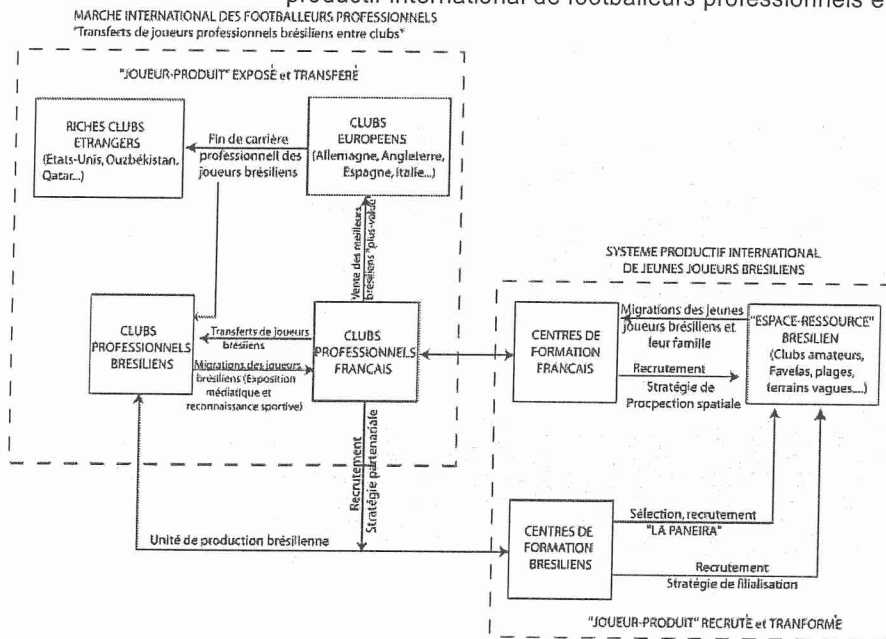 productif international de footballeurs professionnels e
MARCHE INTERNATIONAL DES FOOTBALLEURS PROFESSIONNELS
"Transferts de joueurs professionnels brésiliens entre clubs"
"JOUEUR-PRODUIT" EXPOSÉ et TRANSFERÉ
RICHES CLUBS
ETRANGERS
(Etats-Unis, Ouzbékistan,
Qatar...)
Fin de carrière
professionnell des
joueurs brésiliens
CLUBS
EUROPEENS
(Allemagne, Angleterre,
Espagne, Italie...)
Vente des meilleurs
brésiliens "plus-value"
CLUBS
PROFESSIONNELS
BRESILIENS
Transferts de joueurs
brésiliens
Migrations des joueurs
brésiliens (Exposition
médiatique et
reconnaissance sportive)
CLUBS
PROFESSIONNELS
FRANCAIS
Recrutement
Stratégie partenariale
Unité de production brésilienne
SYSTEME PRODUCTIF INTERNATIONAL
DE JEUNES JOUEURS BRESILIENS
CENTRES DE
FORMATION
FRANCAIS
Migrations des Jeunes
joueurs brésiliens et
leur famille
Recrutement
Stratégie de
Procpection spatiale
"ESPACE-RESSOURCE"
BRESILIEN
(Clubs amateurs,
Favelas, plages,
terrains vagues....)
CENTRES DE
FORMATION
BRESILIENS
Sélection, recrutement
"LA PANEIRA"
Recrutement
Stratégie de filialisation
"JOUEUR-PRODUIT" RECRUTÉ et TRANFORMÉ